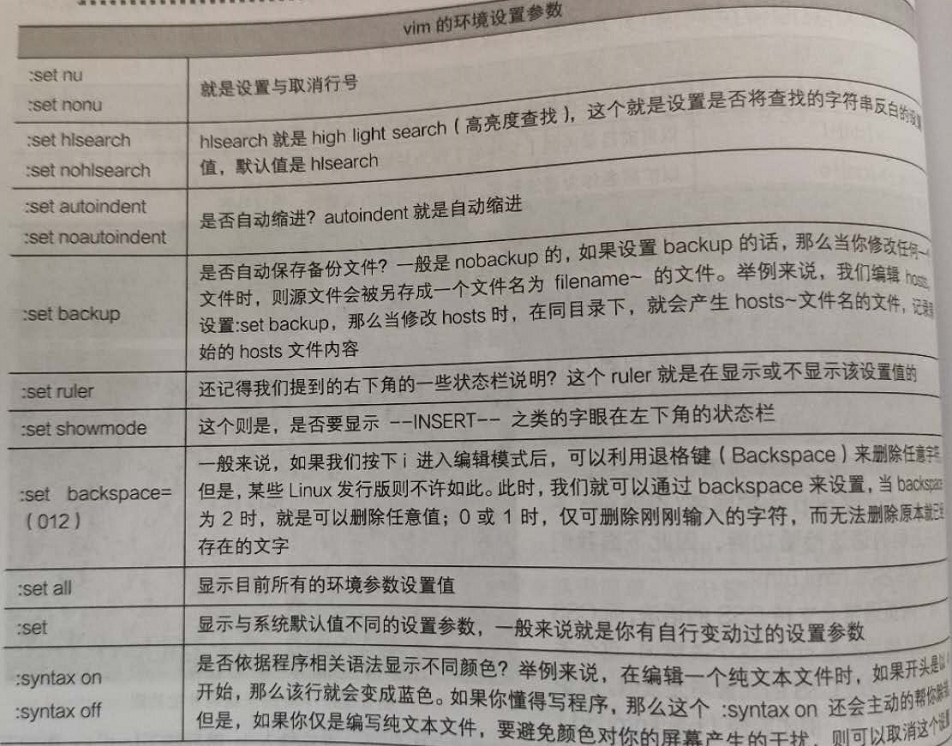 vim 的环境设置参数
:set nu
:set nonu
就是设置与取消行号
:set hlsearch
:set nohlsearch
hlsearch 就是 high light search（高亮度查找），这个就是设置是否将查找的字符串反白的设
值，默认值是 hlsearch
:set autoindent
:set noautoindent
是否自动缩进？autoindent 就是自动缩进
:set backup
是否自动保存备份文件？一般是 nobackup 的，如果设置 backup 的话，那么当你修改任何一
文件时，则源文件会被另存成一个文件名为 filename~ 的文件。举例来说，我们编辑 hosts,
设置:set backup，那么当修改 hosts 时，在同目录下，就会产生 hosts~文件名的文件，记录
始的 hosts 文件内容
:set ruler
还记得我们提到的右下角的一些状态栏说明？这个 ruler 就是在显示或不显示该设置值的
:set showmode
这个则是，是否要显示 --INSERT-- 之类的字眼在左下角的状态栏
:set backspace=
（012）
一般来说，如果我们按下 i 进入编辑模式后，可以利用退格键（Backspace）来删除任意字符
但是，某些 Linux 发行版则不许如此。此时，我们就可以通过 backspace 来设置，当 backspace
为 2 时，就是可以删除任意值；0 或 1 时，仅可删除刚刚输入的字符，而无法删除原本就已
存在的文字
:set all
显示目前所有的环境参数设置值
:set
显示与系统默认值不同的设置参数，一般来说就是你有自行变动过的设置参数
:syntax on
:syntax off
是否依据程序相关语法显示不同颜色？举例来说，在编辑一个纯文本文件时，如果开头是以
开始，那么该行就会变成蓝色。如果你懂得写程序，那么这个 :syntax on 还会主动的帮你
但是，如果你仅是编写纯文本文件，要避免颜色对你的屏幕产生的干扰，则可以取消这个